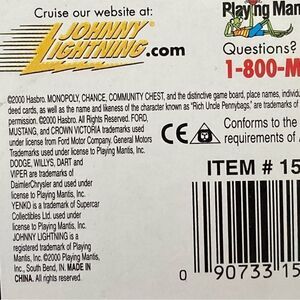 Cruise our website at:
JOHNNY
LIGHTNING.com
Playing Man
Questions?
1-800-M
©2000 Hasbro. MONOPOLY, CHANCE, COMMUNITY CHEST, and the distinctive game board, place names, individual
deed cards, as well as the name and likeness of the character known as "Rich Uncle Pennybags," are trademarks of
©2000 Hasbro. All Rights Reserved. FORD,
MUSTANG, and CROWN VICTORIA trademarks used
under license from Ford Motor Company. General Motors
Trademarks used under license to Playing Mantis, Inc.
DODGE, WILLYS, DART and
VIPER are trademarks of
DaimlerChrysler and used under
license to Playing Mantis, Inc.
YENKO is a trademark of Supercar
Collectibles Ltd. used under
license to Playing Mantis, Inc.
JOHNNY LIGHTNING is a
registered trademark of Playing
Mantis, Inc. ©2000 Playing Mantis,
Inc., South Bend, IN. MADE IN
CHINA. All rights reserved.
CE
Conforms to the
requirements of
ITEM # 15
0 90733 15